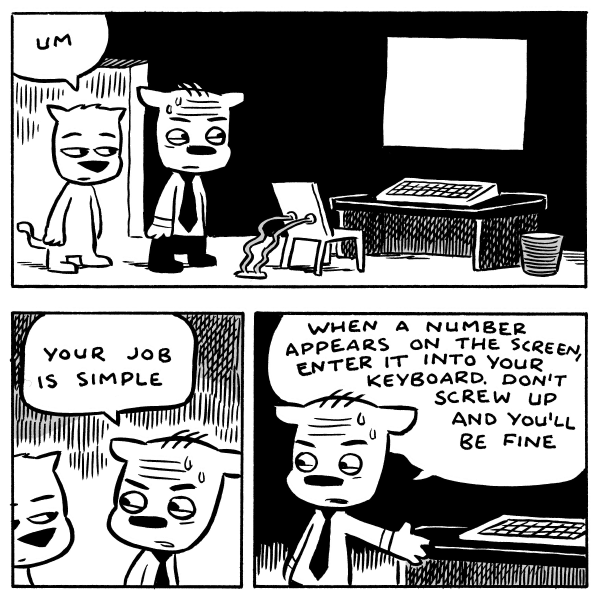 UM
YOUR JOB
IS SIMPLE
WHEN A NUMBER
APPEARS ON THE SCREEN,
ENTER IT INTO YOUR
KEYBOARD. DON'T
SCREW UP
AND YOU'LL
BE FINE